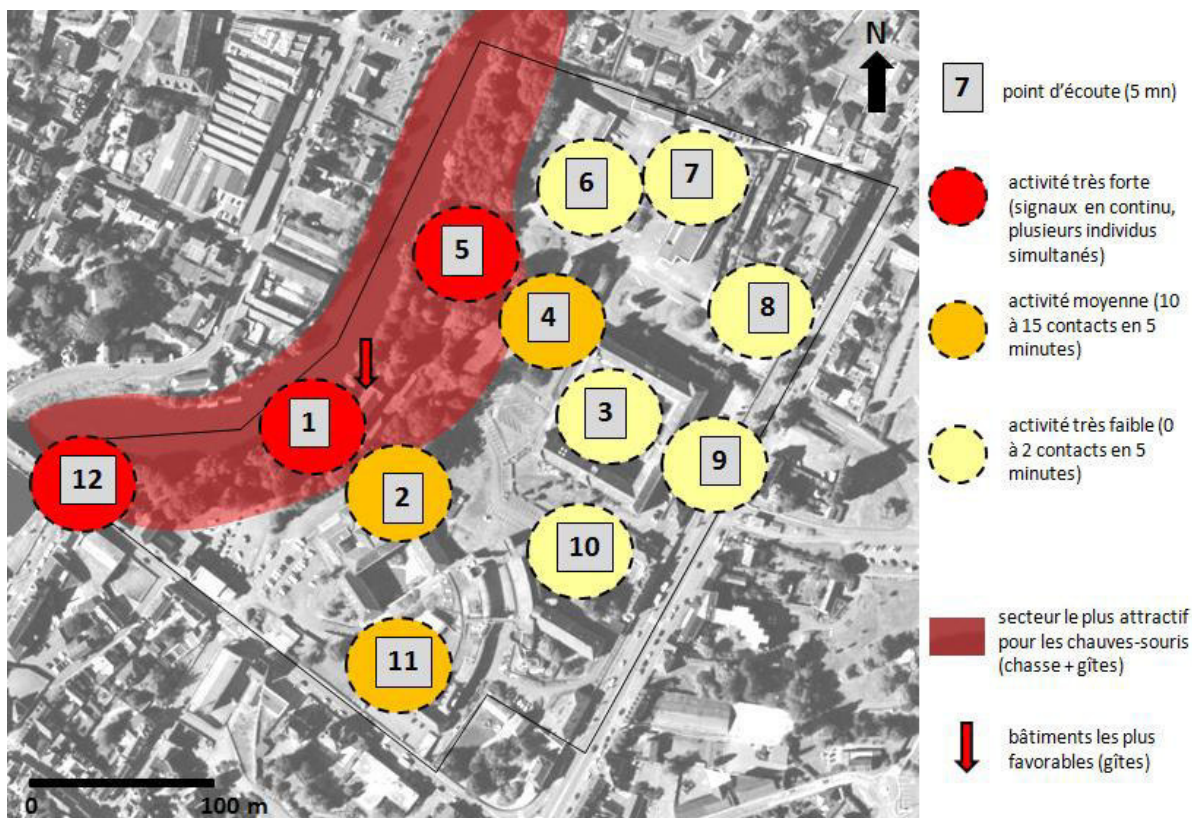 N
7
6
7
5
8
4
3
1
9
12
2
10
11
0
100 m
7
point d'écoute (5 mn)
activité très forte
(signaux en continu,
plusieurs individus
simultanés)
activité moyenne (10
à 15 contacts en 5
minutes)
activité très faible (0
à 2 contacts en 5
minutes)
secteur le plus attractif
pour les chauves-souris
(chasse + gîtes)
bâtiments les plus
favorables (gîtes)